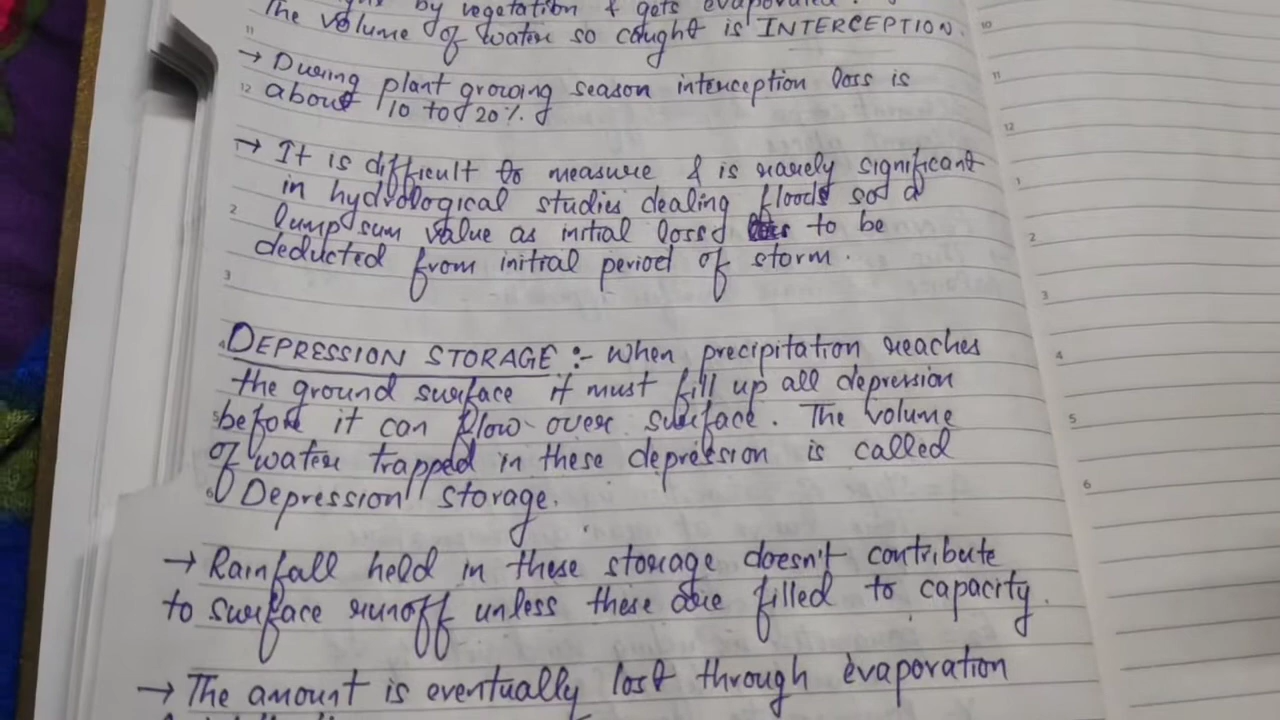 by vegetation & gets evaporated.
The volume of water so caught is INTERCEPTION.
→ During plant growing season interception loss is
about 10 to 20%.
→ It is difficult to measure & is rarely significant
in hydrological studies dealing floods so a
lump sum value as initial loss to be
deducted from initial period of storm.
DEPRESSION STORAGE :- When precipitation reaches
the ground surface it must fill up all depression
before it can flow over surface. The volume
of water trapped in these depression is called
Depression storage.
→ Rainfall held in these storage doesn't contribute
to surface runoff unless these are filled to capacity.
→ The amount is eventually lost through evaporation